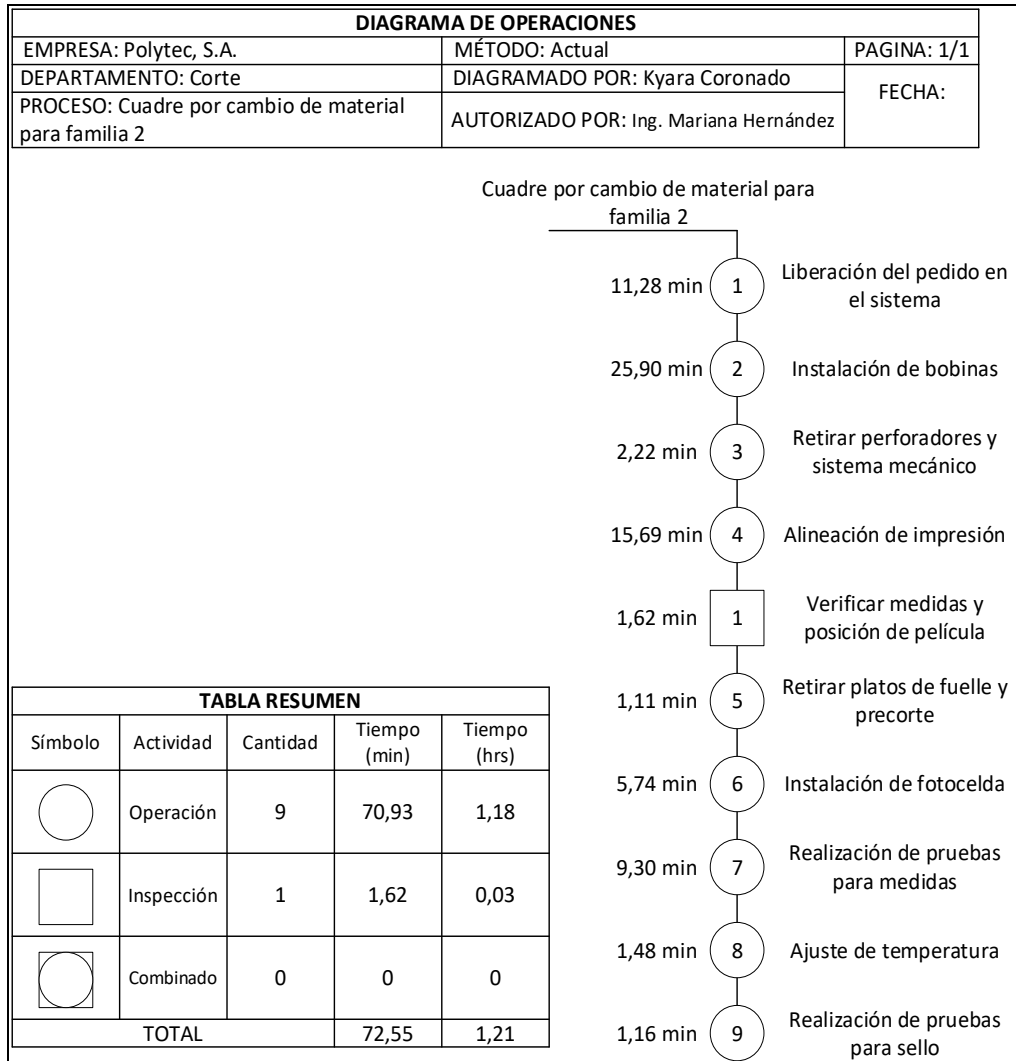 DIAGRAMA DE OPERACIONES
EMPRESA: Polytec, S.A.
MÉTODO: Actual
PAGINA: 1/1
DEPARTAMENTO: Corte
DIAGRAMADO POR: Kyara Coronado
FECHA:
PROCESO: Cuadre por cambio de material
para familia 2
AUTORIZADO POR: Ing. Mariana Hernández
Cuadre por cambio de material para
familia 2
11,28 min
1
Liberación del pedido en
el sistema
25,90 min
2
Instalación de bobinas
2,22 min
3
Retirar perforadores y
sistema mecánico
15,69 min
4
Alineación de impresión
1,62 min
1
Verificar medidas y
posición de película
1,11 min
5
Retirar platos de fuelle y
precorte
5,74 min
6
Instalación de fotocelda
9,30 min
7
Realización de pruebas
para medidas
1,48 min
8
Ajuste de temperatura
1,16 min
9
Realización de pruebas
para sello
TABLA RESUMEN
Símbolo
Actividad
Cantidad
Tiempo
(min)
Tiempo
(hrs)
Operación
9
70,93
1,18
Inspección
1
1,62
0,03
Combinado
0
0
0
TOTAL
72,55
1,21